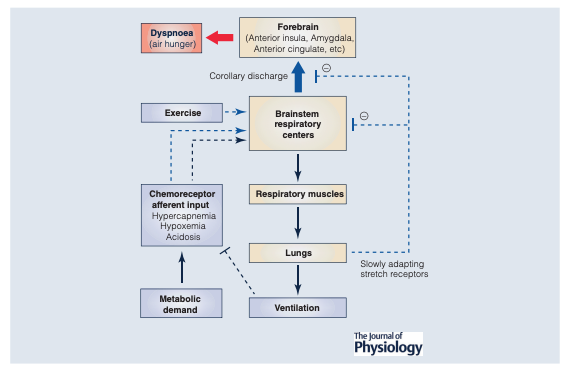 Dyspnoea
(air hunger)
Forebrain
(Anterior insula, Amygdala,
Anterior cingulate, etc)
Corollary discharge
Exercise
Brainstem
respiratory
centers
Chemoreceptor
afferent input
Hypercapnemia
Hypoxemia
Acidosis
Respiratory muscles
Lungs
Slowly adapting
stretch receptors
Metabolic
demand
Ventilation
The Journal of
Physiology